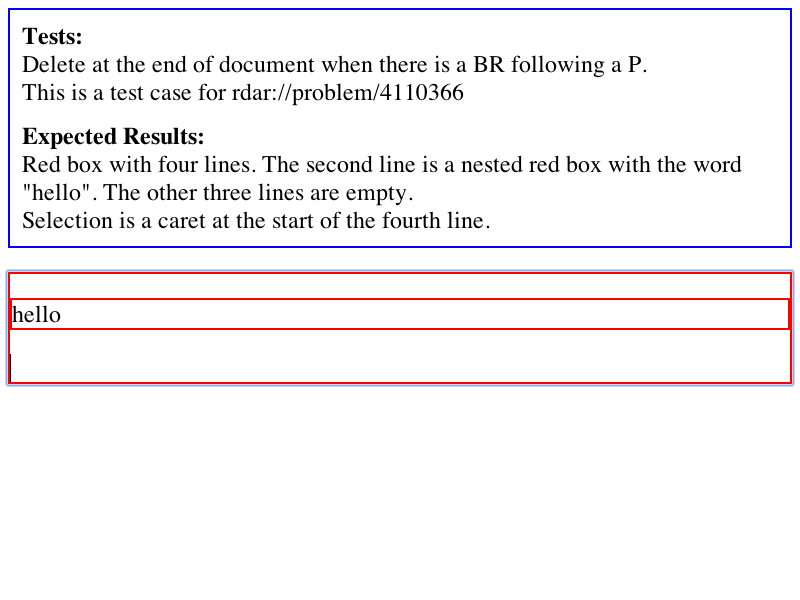 Tests:
Delete at the end of document when there is a BR following a P.
This is a test case for rdar://problem/4110366
Expected Results:
Red box with four lines. The second line is a nested red box with the word
"hello". The other three lines are empty.
Selection is a caret at the start of the fourth line.
hello